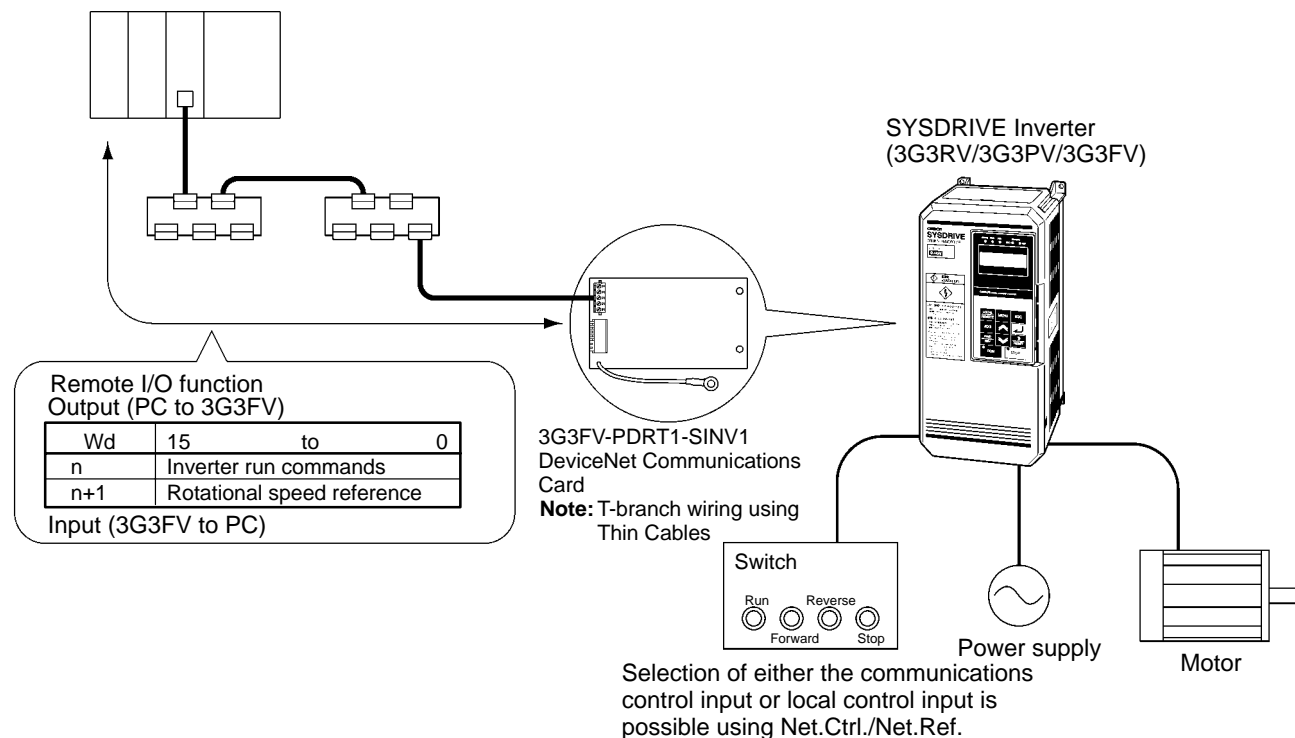 SYSDRIVE Inverter
(3G3RV/3G3PV/3G3FV)
SYSDRIVE
Remote I/O function
Output (PC to 3G3FV)
Wd 15 to 0
n Inverter run commands
n+1 Rotational speed reference
Input (3G3FV to PC)
3G3FV-PDRT1-SINV1
DeviceNet Communications
Card
Note: T-branch wiring using
Thin Cables
Switch
Run Reverse
Forward Stop
Power supply
Motor
Selection of either the communications
control input or local control input is
possible using Net.Ctrl./Net.Ref.